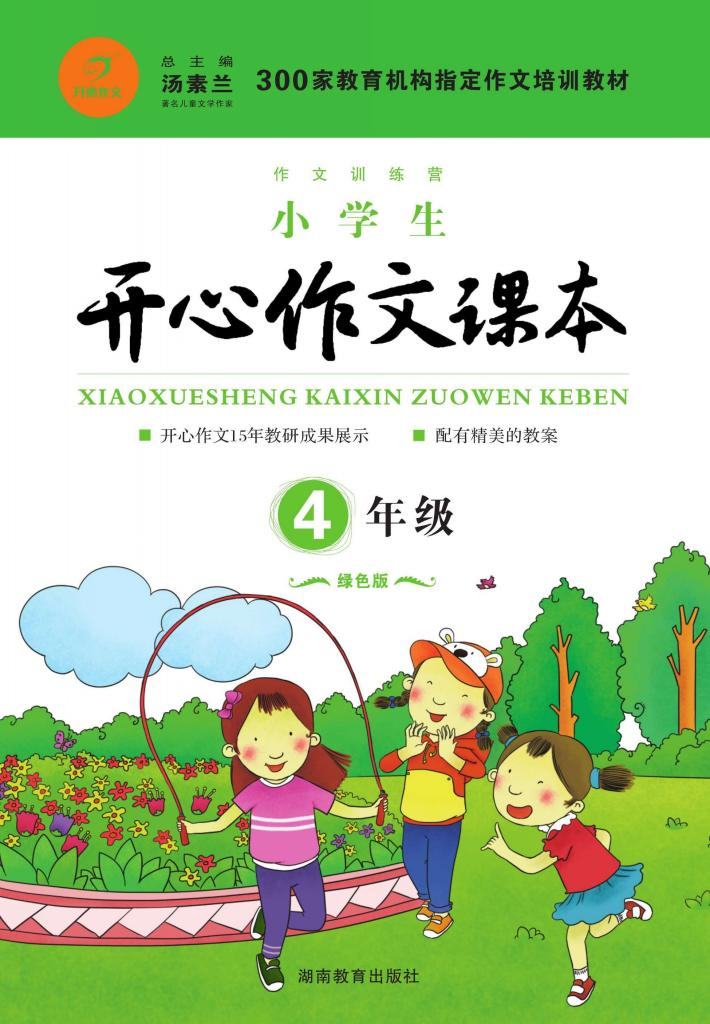 开心作文
总主编
汤素兰
著名儿童文学作家
300家教育机构指定作文培训教材
作文训练营
小学生
开心作文课本
XIAOXUESHENG KAIXIN ZUOWEN KEBEN
■ 开心作文15年教研成果展示 ■ 配有精美的教案
4年级
绿色版
湖南教育出版社